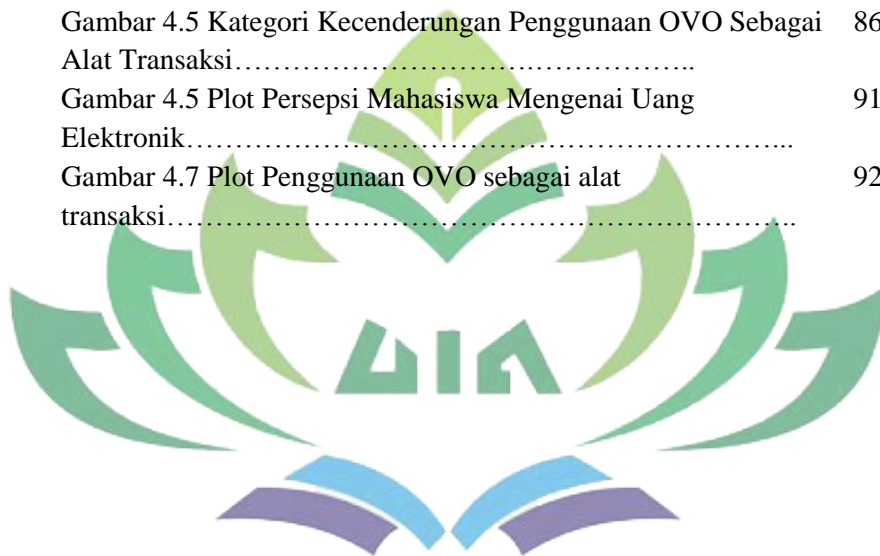 Gambar 4.5 Kategori Kecenderungan Penggunaan OVO Sebagai 86
Alat Transaksi…………………………….……………..
Gambar 4.5 Plot Persepsi Mahasiswa Mengenai Uang 91
Elektronik……………………………………………………...
Gambar 4.7 Plot Penggunaan OVO sebagai alat 92
transaksi………………………………………………………..
UIN